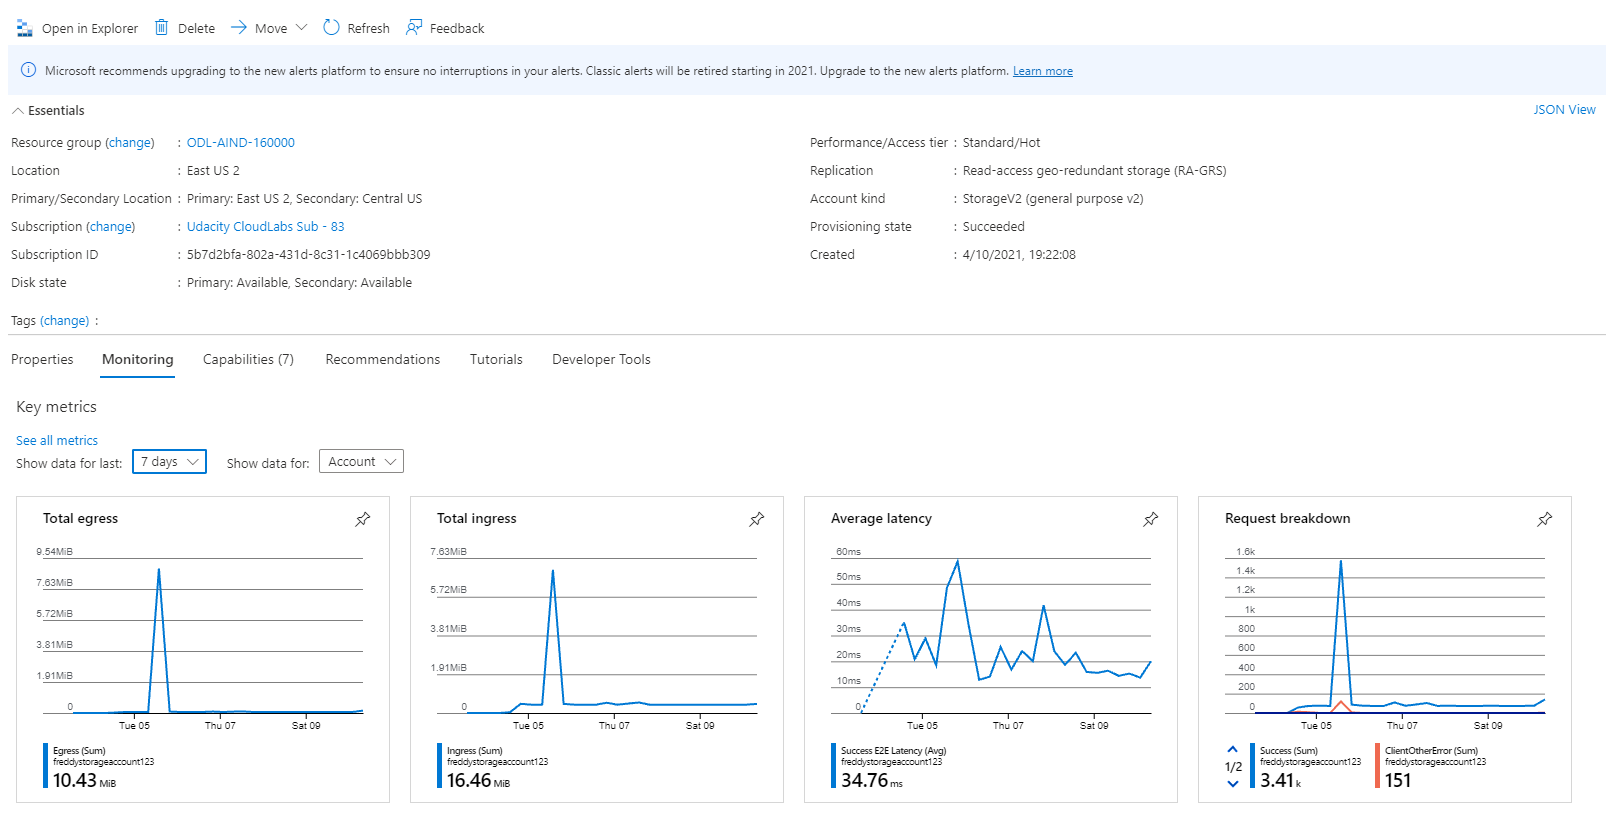 Open in Explorer Delete Move Refresh Feedback
Microsoft recommends upgrading to the new alerts platform to ensure no interruptions in your alerts. Classic alerts will be retired starting in 2021. Upgrade to the new alerts platform. Learn more
Essentials JSON View
Resource group (change) : ODL-AIND-160000
Location : East US 2
Primary/Secondary Location : Primary: East US 2, Secondary: Central US
Subscription (change) : Udacity CloudLabs Sub - 83
Subscription ID : 5b7d2bfa-802a-431d-8c31-1c4069bbb309
Disk state : Primary: Available, Secondary: Available
Performance/Access tier : Standard/Hot
Replication : Read-access geo-redundant storage (RA-GRS)
Account kind : StorageV2 (general purpose v2)
Provisioning state : Succeeded
Created : 4/10/2021, 19:22:08
Tags (change) :
Properties Monitoring Capabilities (7) Recommendations Tutorials Developer Tools
Key metrics
See all metrics
Show data for last: 7 days Show data for: Account
Total egress
9.54MiB
7.63MiB
5.72MiB
3.81MiB
1.91MiB
0
Tue 05 Thu 07 Sat 09
Egress (Sum)
freddystorageaccount123
10.43 MiB
Total ingress
7.63MiB
5.72MiB
3.81MiB
1.91MiB
0
Tue 05 Thu 07 Sat 09
Ingress (Sum)
freddystorageaccount123
16.46 MiB
Average latency
60ms
50ms
40ms
30ms
20ms
10ms
0
Tue 05 Thu 07 Sat 09
Success E2E Latency (Avg)
freddystorageaccount123
34.76 ms
Request breakdown
1.6k
1.4k
1.2k
1k
800
600
400
200
0
Tue 05 Thu 07 Sat 09
1/2
Success (Sum)
freddystorageaccount123
3.41 k
ClientOtherError (Sum)
freddystorageaccount123
151